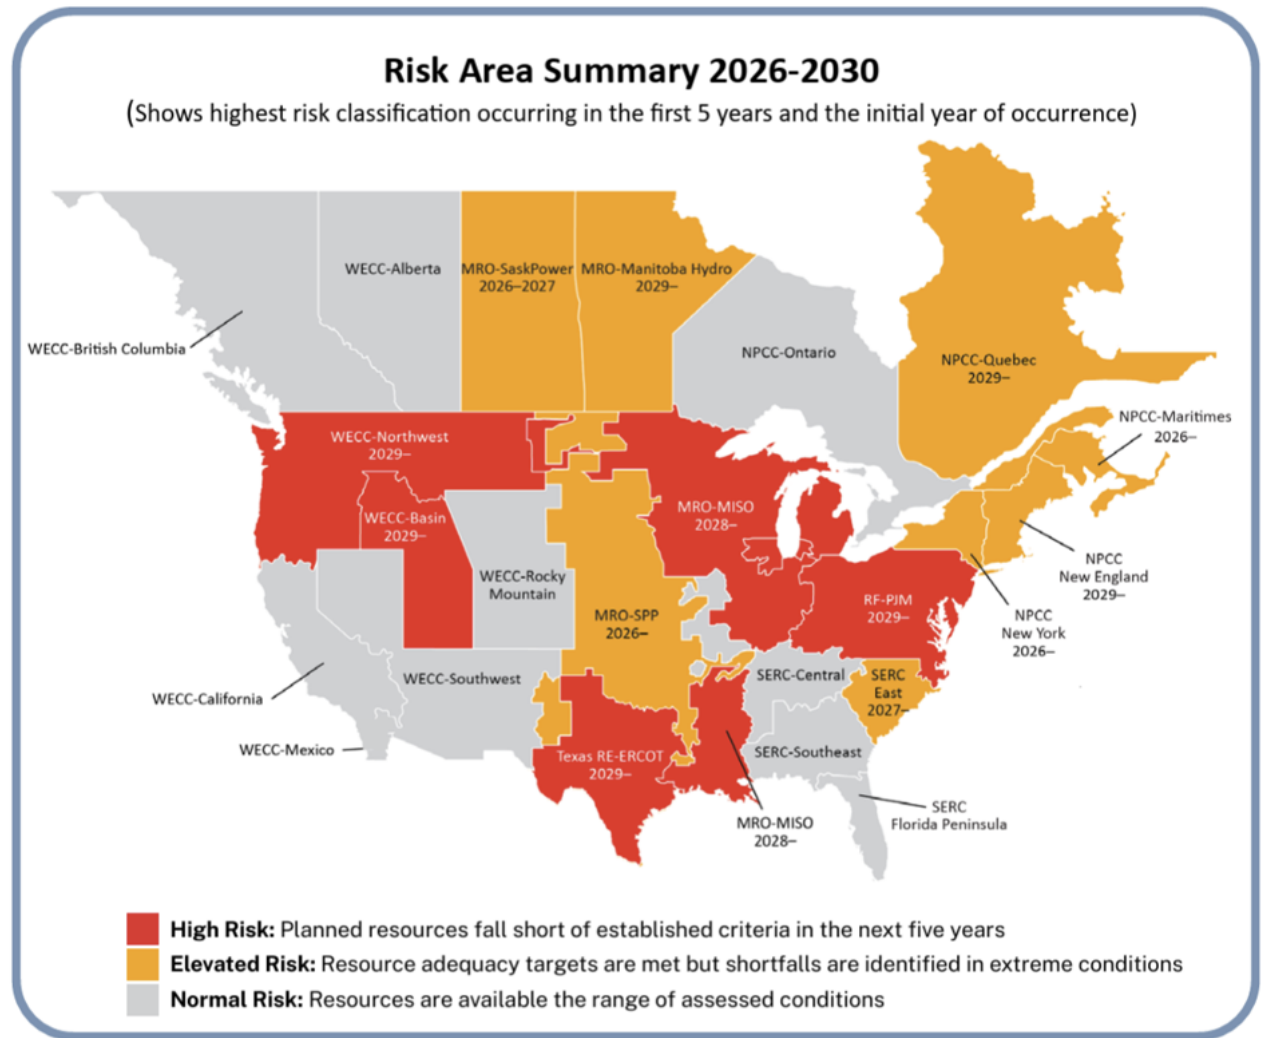 Risk Area Summary 2026-2030
(Shows highest risk classification occurring in the first 5 years and the initial year of occurrence)
WECC-Alberta
MRO-SaskPower
2026–2027
MRO-Manitoba Hydro
2029–
WECC-British Columbia
NPCC-Ontario
NPCC-Quebec
2029–
NPCC-Maritimes
2026–
WECC-Northwest
2029–
WECC-Basin
2029–
MRO-MISO
2028–
NPCC
New England
2029–
WECC-Rocky
Mountain
MRO-SPP
2026–
RF-PJM
2029–
NPCC
New York
2026–
WECC-California
WECC-Southwest
SERC-Central
SERC
East
2027–
WECC-Mexico
Texas RE-ERCOT
2029–
SERC-Southeast
MRO-MISO
2028–
SERC
Florida Peninsula
High Risk: Planned resources fall short of established criteria in the next five years
Elevated Risk: Resource adequacy targets are met but shortfalls are identified in extreme conditions
Normal Risk: Resources are available the range of assessed conditions